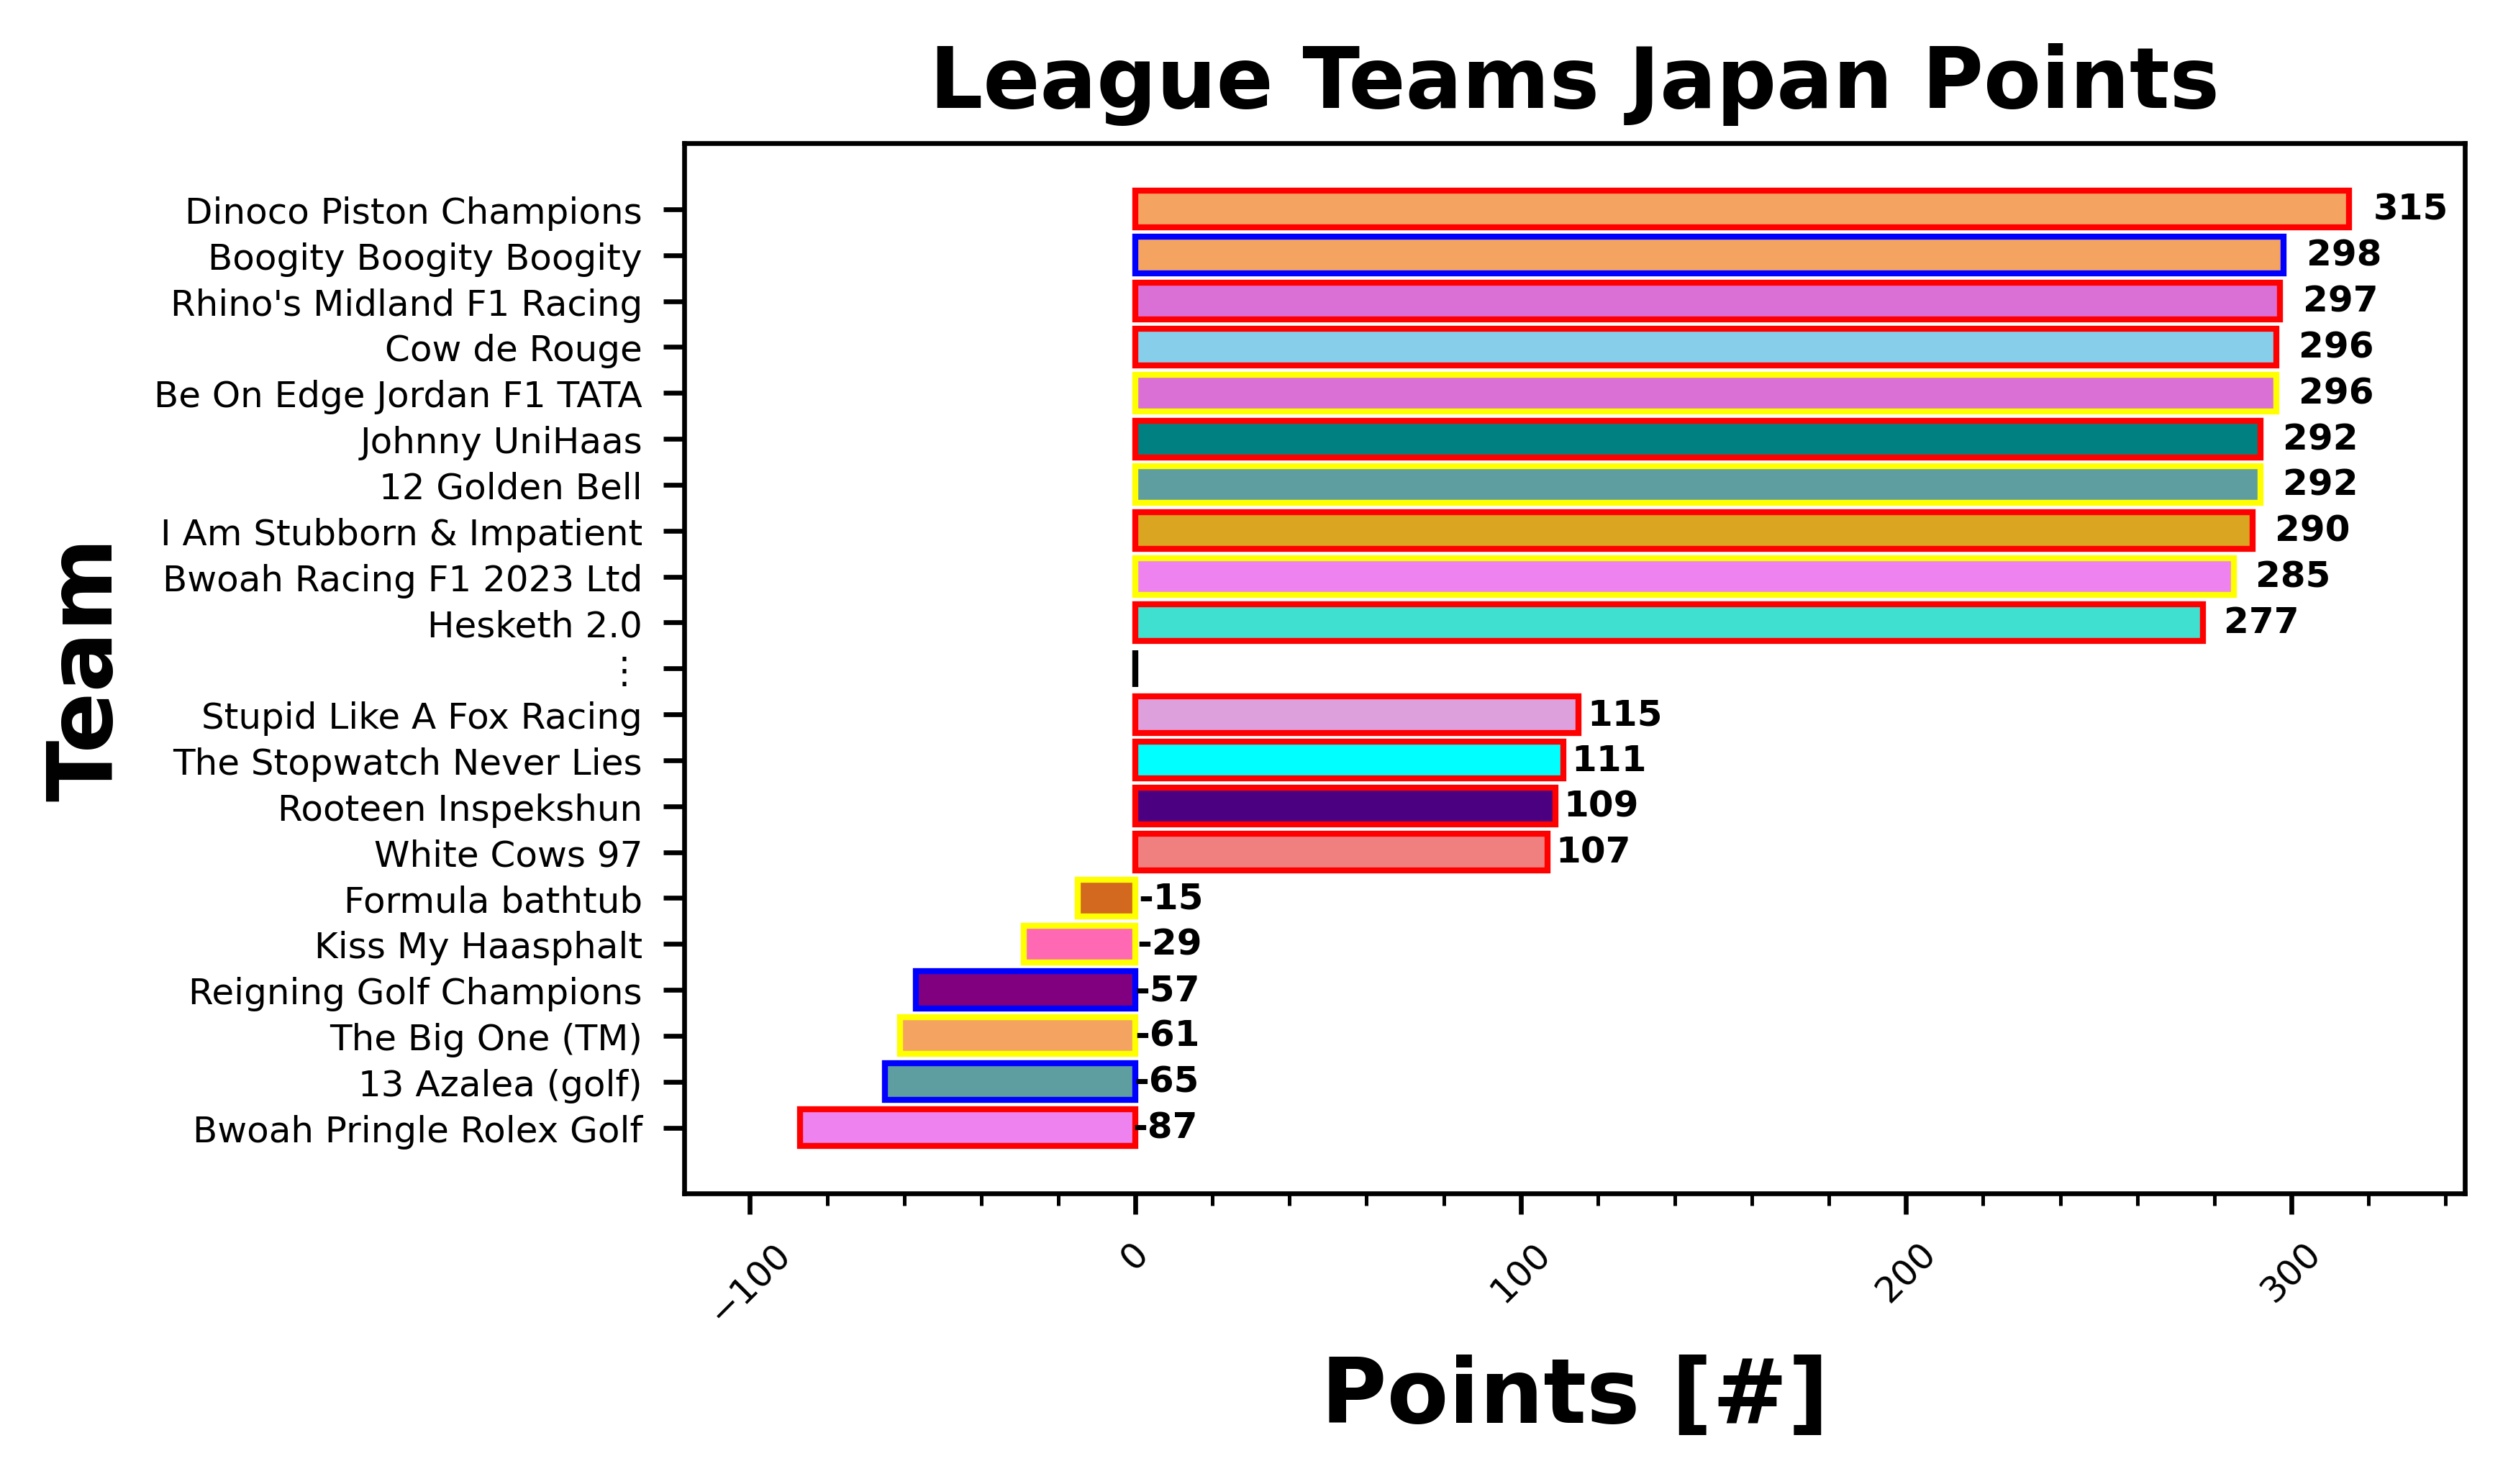 League Teams Japan Points
Team
Dinoco Piston Champions 315
Boogity Boogity Boogity 298
Rhino's Midland F1 Racing 297
Cow de Rouge 296
Be On Edge Jordan F1 TATA 296
Johnny UniHaas 292
12 Golden Bell 292
I Am Stubborn & Impatient 290
Bwoah Racing F1 2023 Ltd 285
Hesketh 2.0 277
⋮
Stupid Like A Fox Racing 115
The Stopwatch Never Lies 111
Rooteen Inspekshun 109
White Cows 97 107
Formula bathtub -15
Kiss My Haasphalt -29
Reigning Golf Champions -57
The Big One (TM) -61
13 Azalea (golf) -65
Bwoah Pringle Rolex Golf -87
−100 0 100 200 300
Points [#]